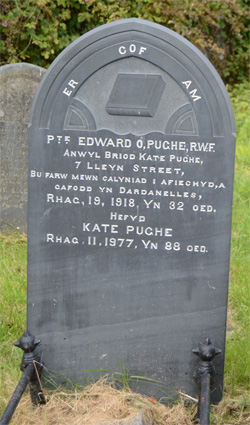 ER COF AM
PTE EDWARD O, PUGHE, R.W.F.
ANWYL BRIOD KATE PUGHE,
7 LLEYN STREET,
BU FARW MEWN CALYNIAD I AFIECHYD, A
GAFODD YN DARDANELLES,
RHAG, 19, 1918, YN 32 OED.
HEFYD
KATE PUGHE
RHAG. 11, 1977, YN 88 OED.